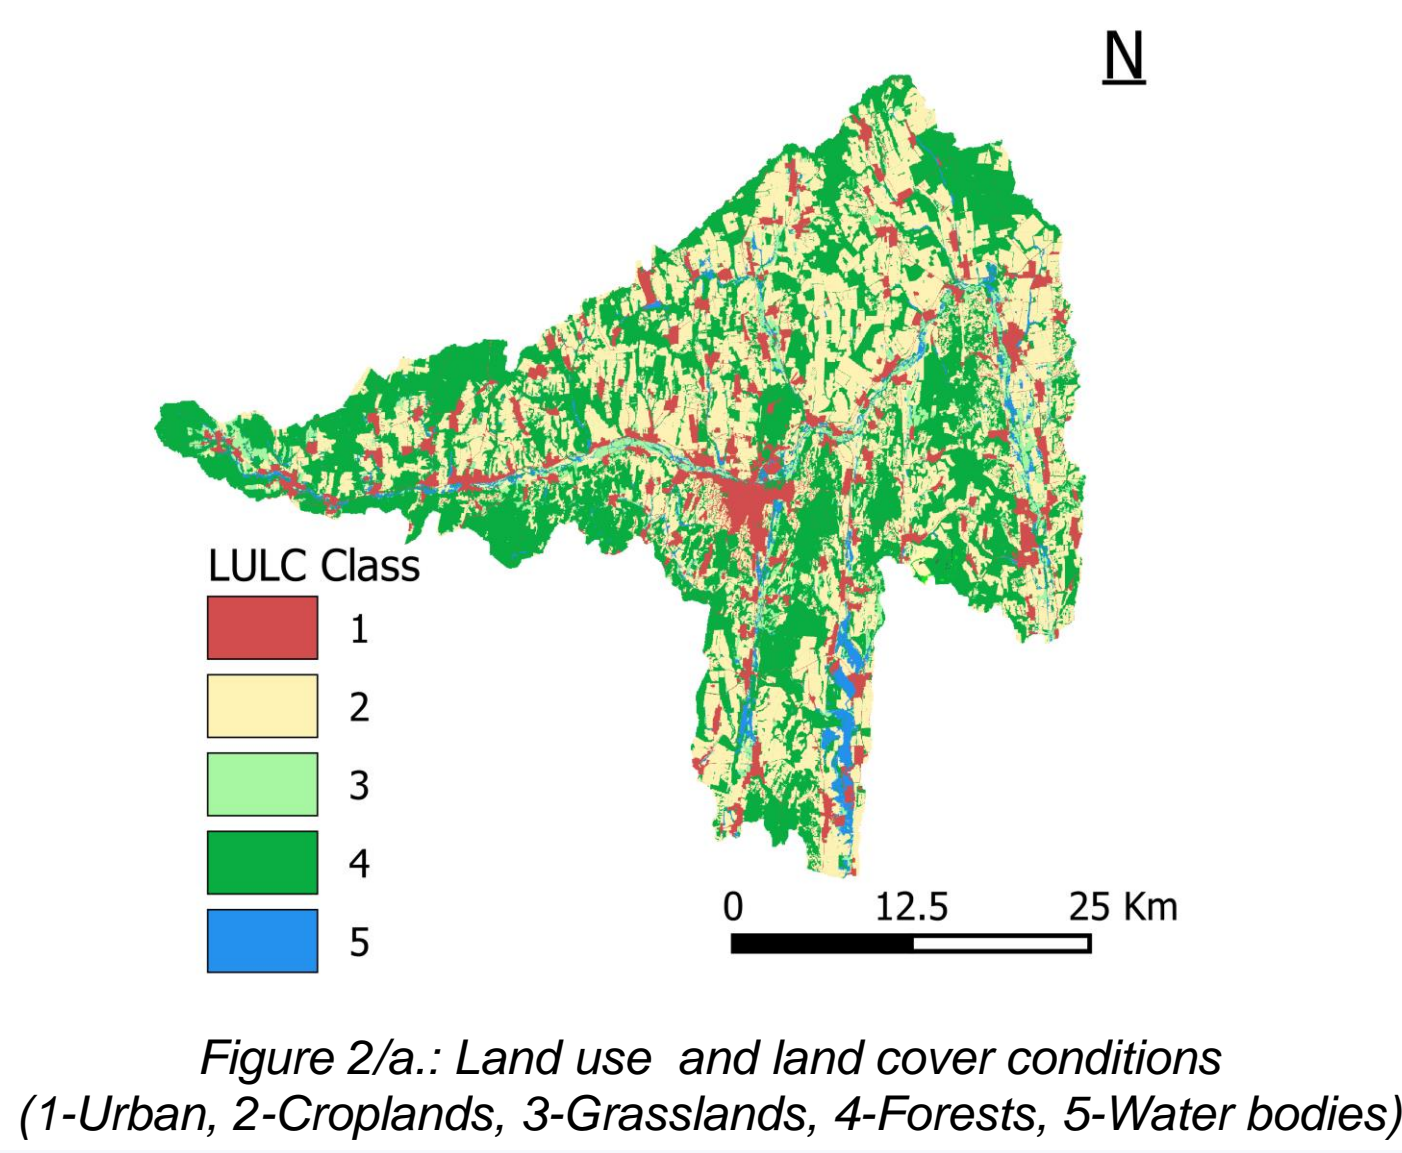 N
LULC Class
1
2
3
4
5
0 12.5 25 Km
Figure 2/a.: Land use  and land cover conditions
(1-Urban, 2-Croplands, 3-Grasslands, 4-Forests, 5-Water bodies)